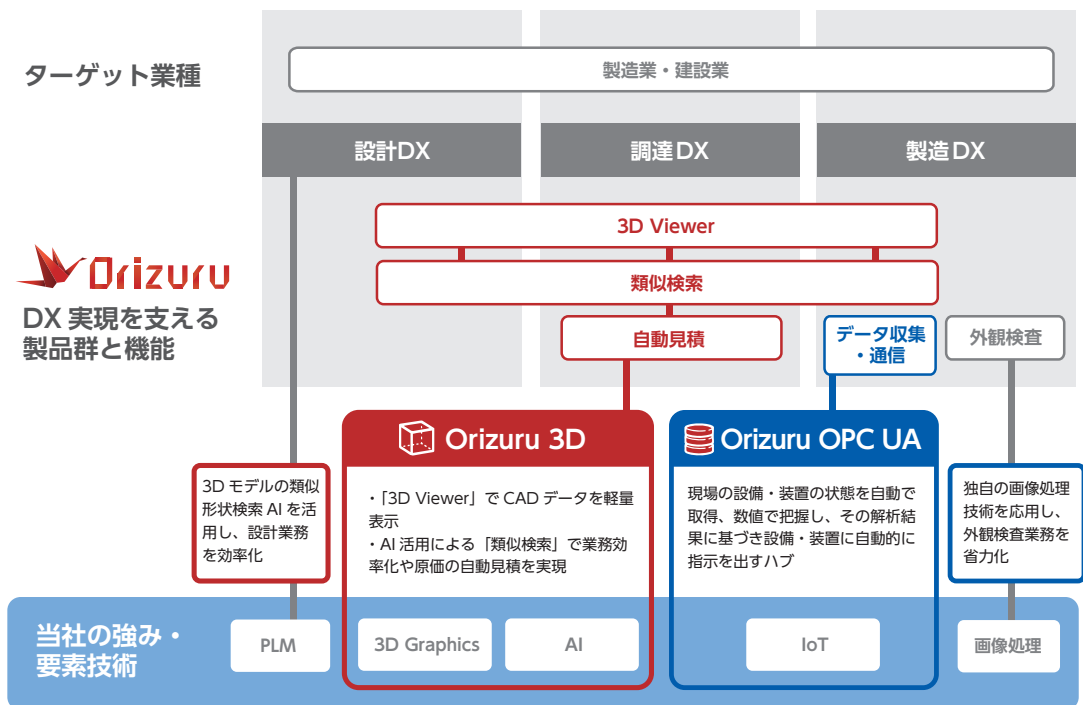 ターゲット業種
製造業・建設業
設計DX
調達DX
製造DX
3D Viewer
類似検索
自動見積
データ収集
・通信
外観検査
Orizuru
DX 実現を支える
製品群と機能
3D モデルの類似
形状検索 AI を活
用し、設計業務
を効率化
Orizuru 3D
・「3D Viewer」で CAD データを軽量
表示
・AI 活用による「類似検索」で業務効
率化や原価の自動見積を実現
Orizuru OPC UA
現場の設備・装置の状態を自動で
取得、数値で把握し、その解析結
果に基づき設備・装置に自動的に
指示を出すハブ
独自の画像処理
技術を応用し、
外観検査業務を
省力化
当社の強み・
要素技術
PLM
3D Graphics
AI
IoT
画像処理